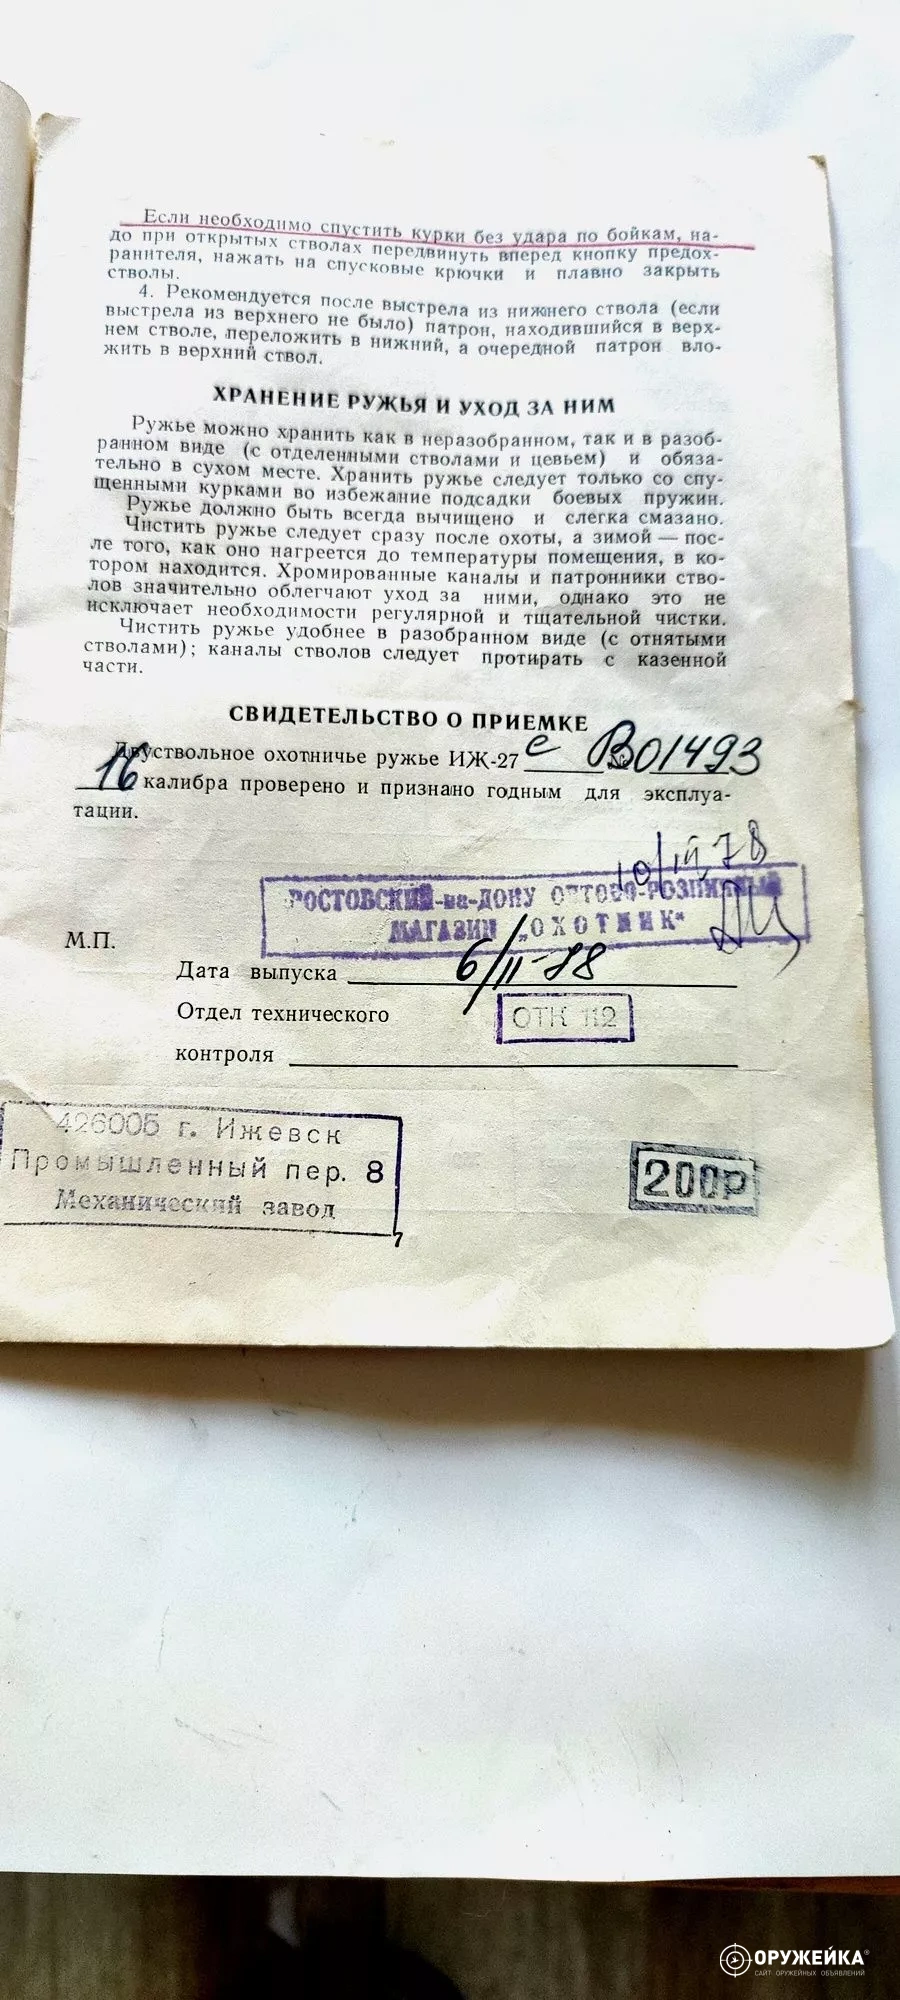 Если необходимо спустить курки без удара по бойкам, на-
до при открытых стволах передвинуть вперед кнопку предох-
ранителя, нажать на спусковые крючки и плавно закрыть
стволы.
4. Рекомендуется после выстрела из нижнего ствола (если
выстрела из верхнего не было) патрон, находившийся в верх-
нем стволе, переложить в нижний, а очередной патрон вло-
жить в верхний ствол.
ХРАНЕНИЕ РУЖЬЯ И УХОД ЗА НИМ
Ружье можно хранить как в неразобранном, так и в разоб-
ранном виде (с отделенными стволами и цевьем) и обяза-
тельно в сухом месте. Хранить ружье следует только со спу-
щенными курками во избежание подсадки боевых пружин.
Ружье должно быть всегда вычищено и слегка смазано.
Чистить ружье следует сразу после охоты, а зимой — пос-
ле того, как оно нагреется до температуры помещения, в ко-
тором находится. Хромированные каналы и патронники ство-
лов значительно облегчают уход за ними, однако это не
исключает необходимости регулярной и тщательной чистки.
Чистить ружье удобнее в разобранном виде (с отнятыми
стволами); каналы стволов следует протирать с казенной
части.
СВИДЕТЕЛЬСТВО О ПРИЕМКЕ
Двуствольное охотничье ружье ИЖ-27 е № В01493
16 калибра проверено и признано годным для эксплуа-
тации.
РОСТОВСКИЙ-на-ДОНУ ОПТОВО-РОЗНИЧНЫЙ
МАГАЗИН „ОХОТНИК"
М.П.
Дата выпуска 6/II-78
Отдел технического
ОТК 112
контроля
426005 г. Ижевск
Промышленный пер. 8
Механический завод
200Р
ОРУЖЕЙКА
САЙТ ОРУЖЕЙНЫХ ОБЪЯВЛЕНИЙ